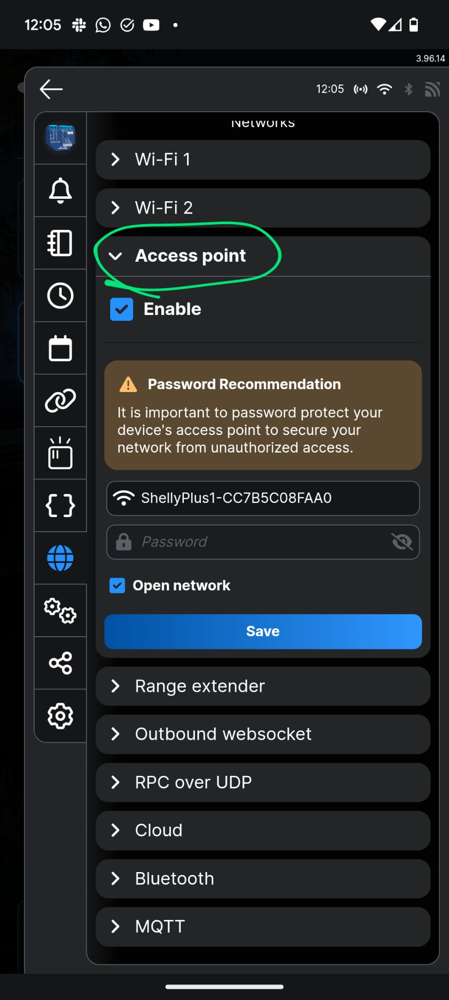 12:05
3.96.14
12:05
Networks
Wi-Fi 1
Wi-Fi 2
Access point
Enable
Password Recommendation
It is important to password protect your
device's access point to secure your
network from unauthorized access.
ShellyPlus1-CC7B5C08FAA0
Password
Open network
Save
Range extender
Outbound websocket
RPC over UDP
Cloud
Bluetooth
MQTT